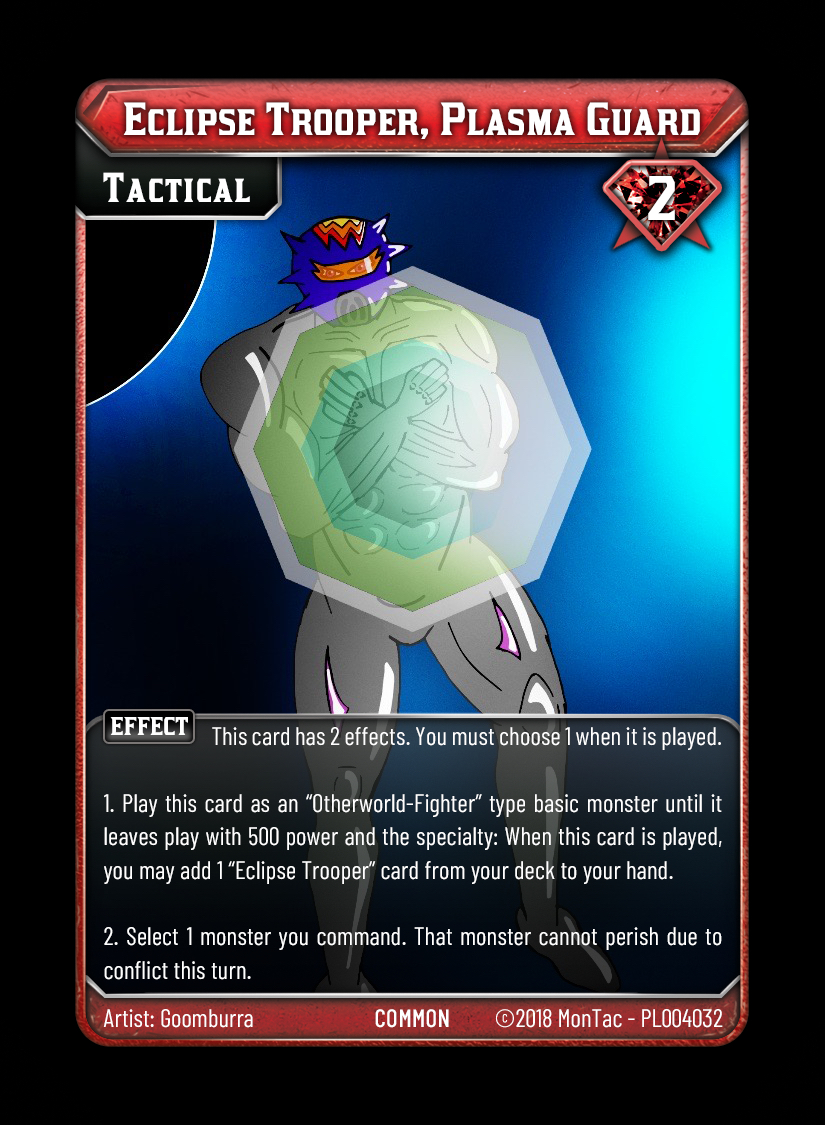 Eclipse Trooper, Plasma Guard
Tactical
2
EFFECT This card has 2 effects. You must choose 1 when it is played.
1. Play this card as an “Otherworld-Fighter” type basic monster until it
leaves play with 500 power and the specialty: When this card is played,
you may add 1 “Eclipse Trooper” card from your deck to your hand.
2. Select 1 monster you command. That monster cannot perish due to
conflict this turn.
Artist: Goomburra COMMON ©2018 MonTac - PL004032